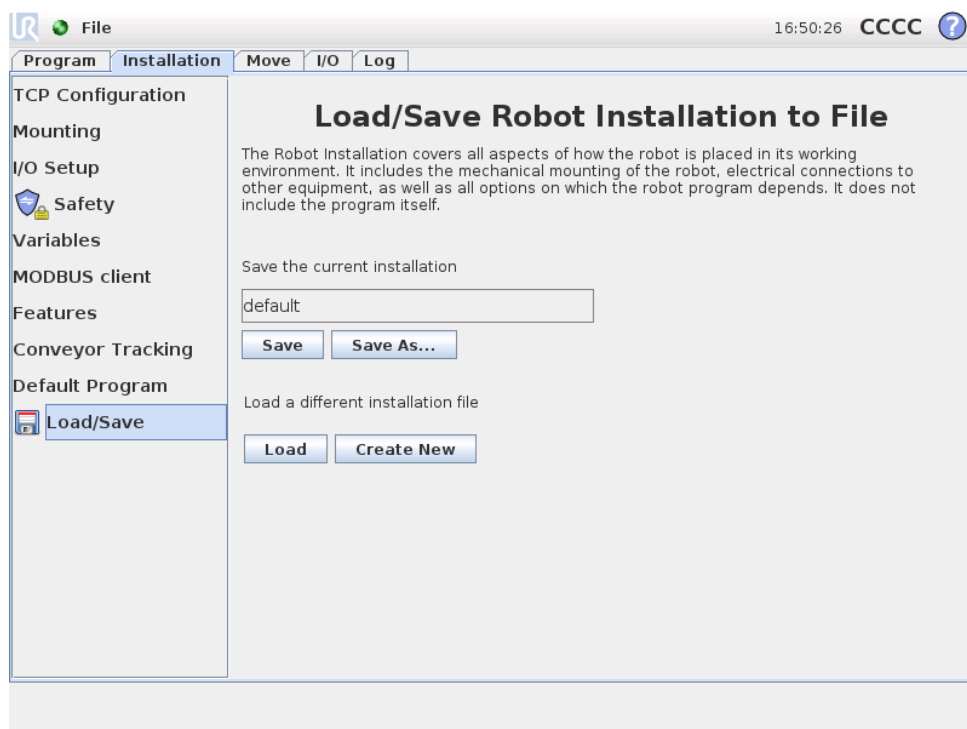 UR File 16:50:26 CCCC ?
Program Installation Move I/O Log
TCP Configuration
Mounting
I/O Setup
Safety
Variables
MODBUS client
Features
Conveyor Tracking
Default Program
Load/Save
Load/Save Robot Installation to File
The Robot Installation covers all aspects of how the robot is placed in its working
environment. It includes the mechanical mounting of the robot, electrical connections to
other equipment, as well as all options on which the robot program depends. It does not
include the program itself.
Save the current installation
default
Save Save As...
Load a different installation file
Load Create New